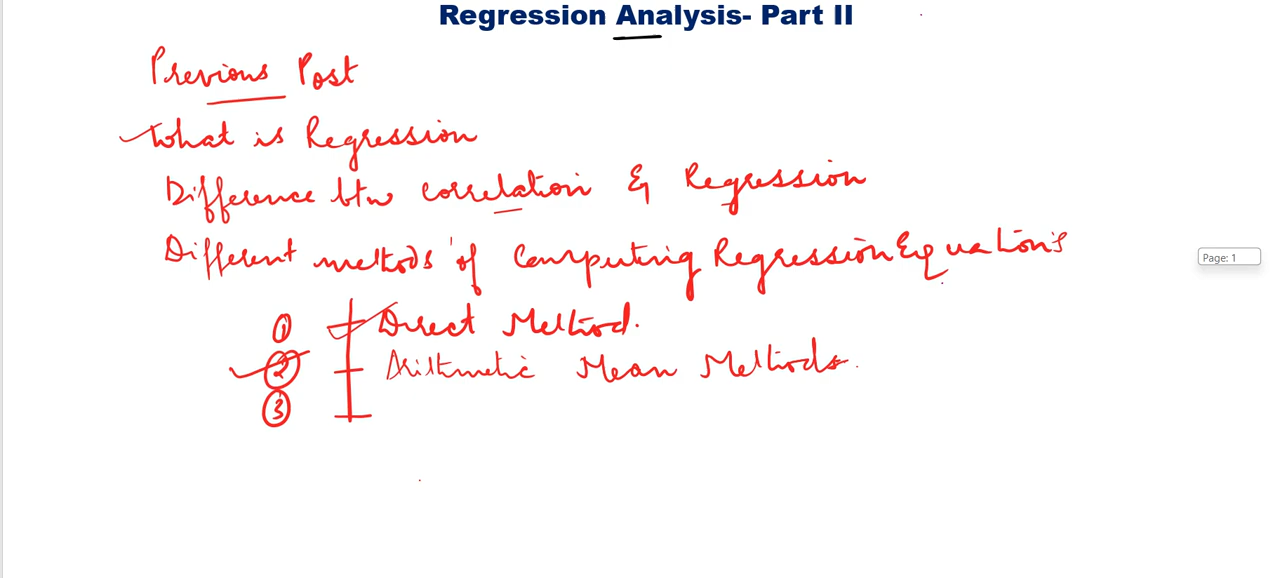 Regression Analysis- Part II
Previous Post
What is Regression
Difference btw correlation & Regression
Different methods of Computing Regression Equation's
① Direct Method.
② Arithmetic Mean Methods.
③
Page: 1